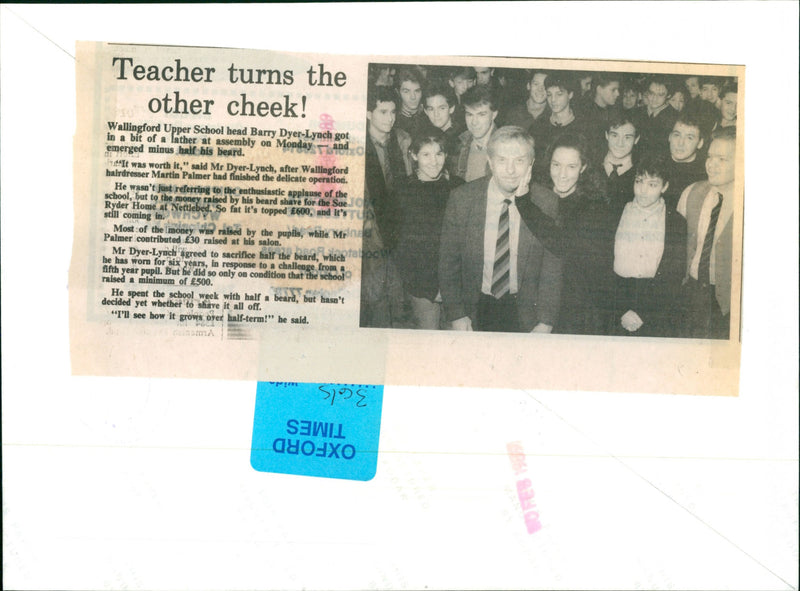 Teacher turns the
other cheek!
Wallingford Upper School head Barry Dyer-Lynch got
in a bit of a lather at assembly on Monday — and
emerged minus half his beard.
"It was worth it," said Mr Dyer-Lynch, after Wallingford
hairdresser Martin Palmer had finished the delicate operation.
He wasn't just referring to the enthusiastic applause of the
school, but to the money raised by his beard shave for the Sue
Ryder Home at Nettlebed. So fat it's topped £600, and it's
still coming in.
Most of the money was raised by the pupils, while Mr
Palmer contributed £30 raised at his salon.
Mr Dyer-Lynch agreed to sacrifice half the beard, which
he has worn for six years, in response to a challenge from a
fifth year pupil. But he did so only on condition that the school
raised a minimum of £500.
He spent the school week with half a beard, but hasn't
decided yet whether to shave it all off.
"I'll see how it grows over half-term!" he said.
3 cols
OXFORD
TIMES